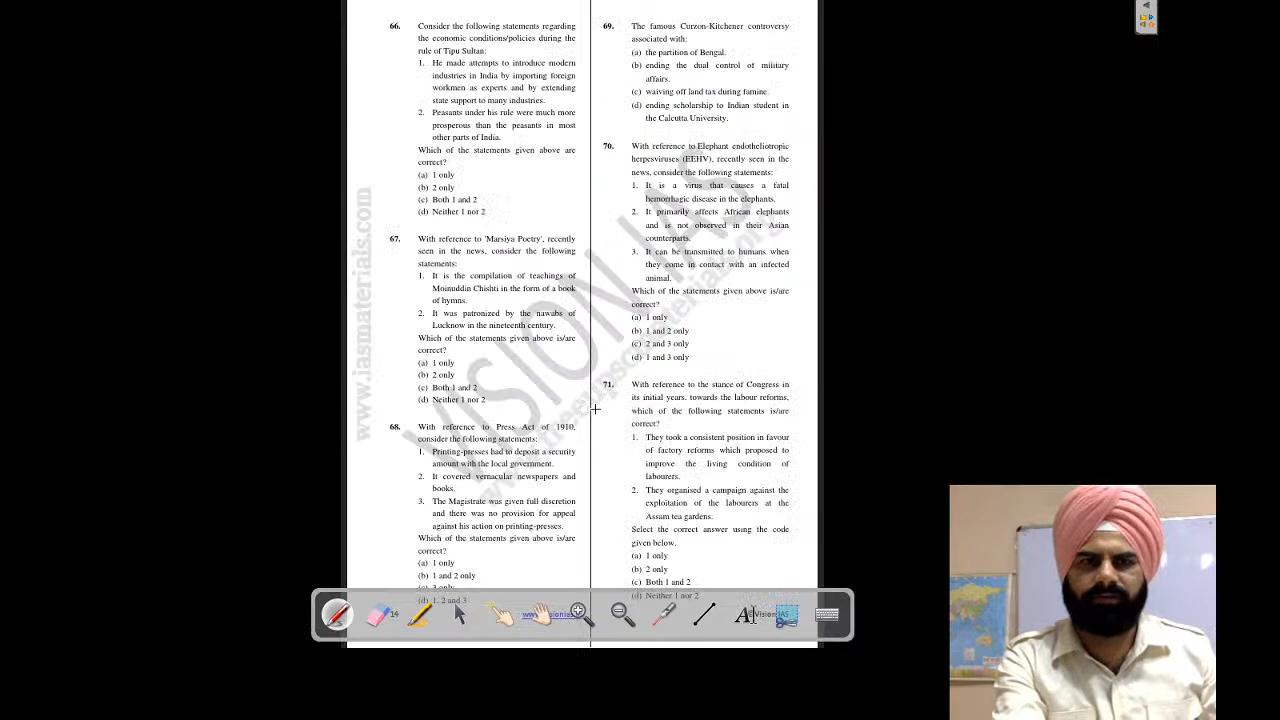 66. Consider the following statements regarding
the economic conditions/policies during the
rule of Tipu Sultan:
1. He made attempts to introduce modern
industries in India by importing foreign
workmen as experts and by extending
state support to many industries.
2. Peasants under his rule were much more
prosperous than the peasants in most
other parts of India.
Which of the statements given above are
correct?
(a) 1 only
(b) 2 only
(c) Both 1 and 2
(d) Neither 1 nor 2
67. With reference to 'Marsiya Poetry', recently
seen in the news, consider the following
statements:
1. It is the compilation of teachings of
Moinuddin Chishti in the form of a book
of hymns.
2. It was patronized by the nawabs of
Lucknow in the nineteenth century.
Which of the statements given above is/are
correct?
(a) 1 only
(b) 2 only
(c) Both 1 and 2
(d) Neither 1 nor 2
68. With reference to Press Act of 1910,
consider the following statements:
1. Printing-presses had to deposit a security
amount with the local government.
2. It covered vernacular newspapers and
books.
3. The Magistrate was given full discretion
and there was no provision for appeal
against his action on printing-presses.
Which of the statements given above is/are
correct?
(a) 1 only
(b) 1 and 2 only
(c) 3 only
(d) 1, 2 and 3
69. The famous Curzon-Kitchener controversy
associated with:
(a) the partition of Bengal.
(b) ending the dual control of military
affairs.
(c) waiving off land tax during famine.
(d) ending scholarship to Indian student in
the Calcutta University.
70. With reference to Elephant endotheliotropic
herpesviruses (EEHV), recently seen in the
news, consider the following statements:
1. It is a virus that causes a fatal
hemorrhagic disease in the elephants.
2. It primarily affects African elephants
and is not observed in their Asian
counterparts.
3. It can be transmitted to humans when
they come in contact with an infected
animal.
Which of the statements given above is/are
correct?
(a) 1 only
(b) 1 and 2 only
(c) 2 and 3 only
(d) 1 and 3 only
71. With reference to the stance of Congress in
its initial years, towards the labour reforms,
which of the following statements is/are
correct?
1. They took a consistent position in favour
of factory reforms which proposed to
improve the living condition of
labourers.
2. They organised a campaign against the
exploitation of the labourers at the
Assam tea gardens.
Select the correct answer using the code
given below.
(a) 1 only
(b) 2 only
(c) Both 1 and 2
(d) Neither 1 nor 2
14
©Vision IAS
www.iasmaterials.com
VISION IAS